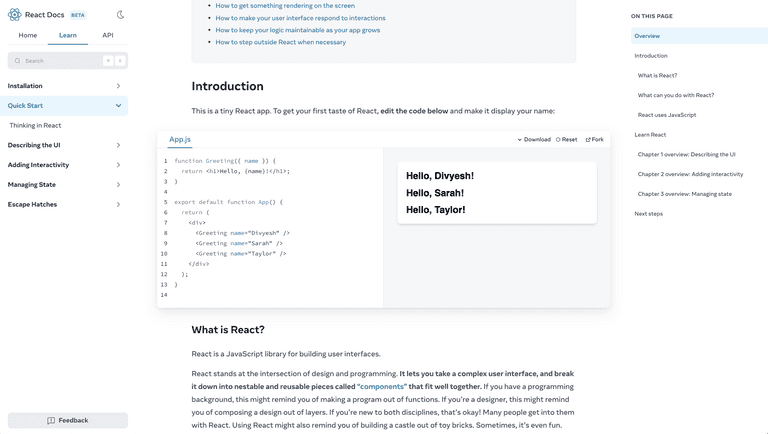 React Docs BETA
Home Learn API
Search
Installation
Quick Start
Thinking in React
Describing the UI
Adding Interactivity
Managing State
Escape Hatches
Feedback
How to get something rendering on the screen
How to make your user interface respond to interactions
How to keep your logic maintainable as your app grows
How to step outside React when necessary
Introduction
This is a tiny React app. To get your first taste of React, edit the code below and make it display your name:
App.js
Download Reset Fork
1 function Greeting({ name }) {
2 return <h1>Hello, {name}!</h1>;
3 }
4
5 export default function App() {
6 return (
7 <div>
8 <Greeting name="Divyesh" />
9 <Greeting name="Sarah" />
10 <Greeting name="Taylor" />
11 </div>
12 );
13 }
14
Hello, Divyesh!
Hello, Sarah!
Hello, Taylor!
What is React?
React is a JavaScript library for building user interfaces.
React stands at the intersection of design and programming. It lets you take a complex user interface, and break
it down into nestable and reusable pieces called “components” that fit well together. If you have a programming
background, this might remind you of making a program out of functions. If you’re a designer, this might remind
you of composing a design out of layers. If you’re new to both disciplines, that’s okay! Many people get into them
with React. Using React might also remind you of building a castle out of toy bricks. Sometimes, it’s even fun.
ON THIS PAGE
Overview
Introduction
What is React?
What can you do with React?
React uses JavaScript
Learn React
Chapter 1 overview: Describing the UI
Chapter 2 overview: Adding interactivity
Chapter 3 overview: Managing state
Next steps